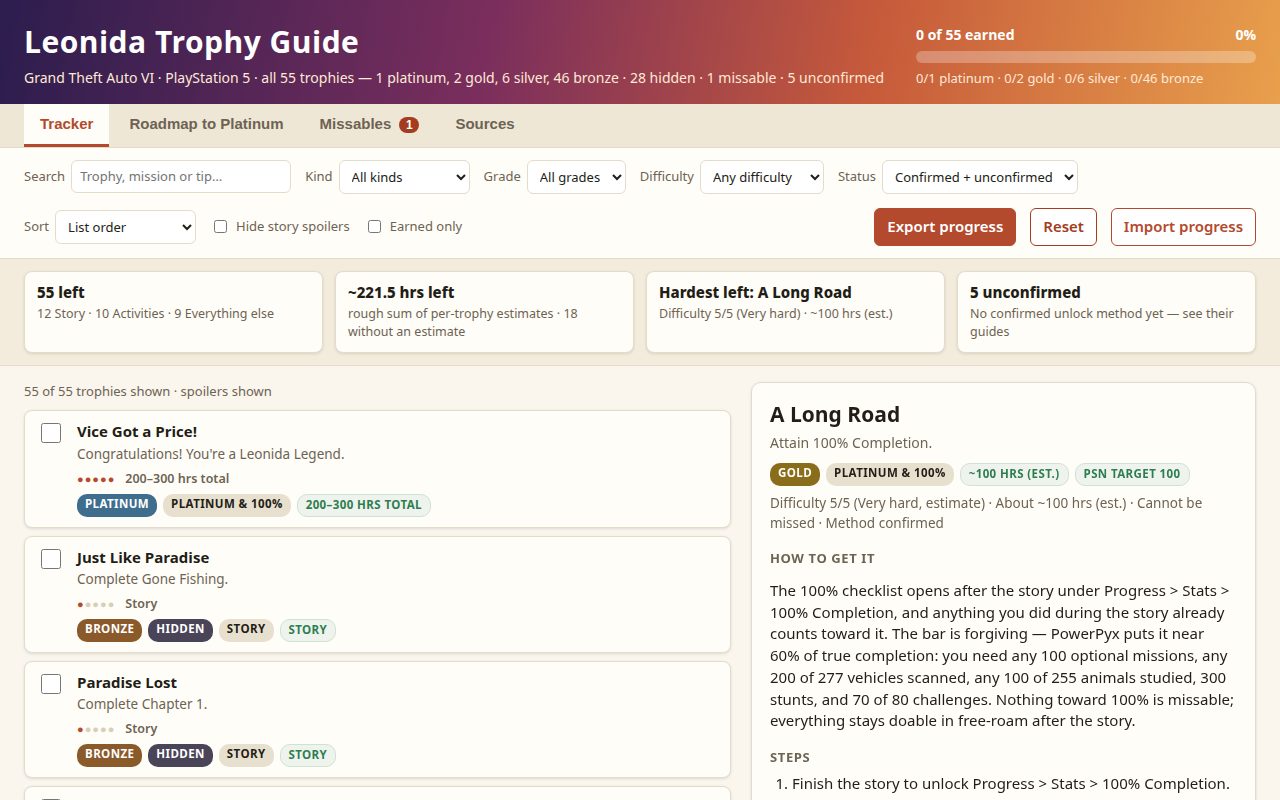 Leonida Trophy Guide
Grand Theft Auto VI · PlayStation 5 · all 55 trophies — 1 platinum, 2 gold, 6 silver, 46 bronze · 28 hidden · 1 missable · 5 unconfirmed
0 of 55 earned 0%
0/1 platinum · 0/2 gold · 0/6 silver · 0/46 bronze
Tracker Roadmap to Platinum Missables 1 Sources
Search Trophy, mission or tip... Kind All kinds Grade All grades Difficulty Any difficulty Status Confirmed + unconfirmed
Sort List order Hide story spoilers Earned only Export progress Reset Import progress
55 left
12 Story · 10 Activities · 9 Everything else
~221.5 hrs left
rough sum of per-trophy estimates · 18
without an estimate
Hardest left: A Long Road
Difficulty 5/5 (Very hard) · ~100 hrs (est.)
5 unconfirmed
No confirmed unlock method yet — see their
guides
55 of 55 trophies shown · spoilers shown
Vice Got a Price!
Congratulations! You're a Leonida Legend.
●●●●● 200–300 hrs total
PLATINUM PLATINUM & 100% 200–300 HRS TOTAL
Just Like Paradise
Complete Gone Fishing.
●●●●● Story
BRONZE HIDDEN STORY STORY
Paradise Lost
Complete Chapter 1.
●●●●● Story
BRONZE HIDDEN STORY STORY
A Long Road
Attain 100% Completion.
GOLD PLATINUM & 100% ~100 HRS (EST.) PSN TARGET 100
Difficulty 5/5 (Very hard, estimate) · About ~100 hrs (est.) · Cannot be
missed · Method confirmed
HOW TO GET IT
The 100% checklist opens after the story under Progress > Stats >
100% Completion, and anything you did during the story already
counts toward it. The bar is forgiving — PowerPyx puts it near
60% of true completion: you need any 100 optional missions, any
200 of 277 vehicles scanned, any 100 of 255 animals studied, 300
stunts, and 70 of 80 challenges. Nothing toward 100% is missable;
everything stays doable in free-roam after the story.
STEPS
1. Finish the story to unlock Progress > Stats > 100% Completion.